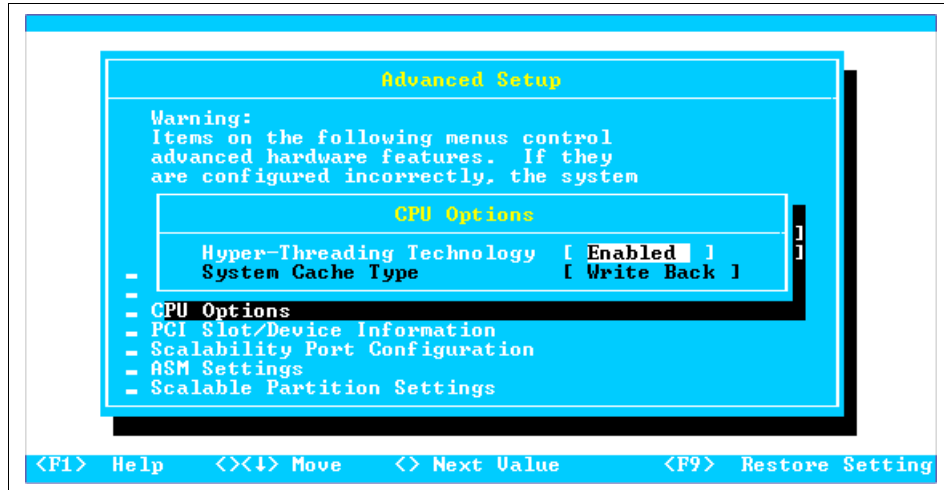 Advanced Setup
Warning:
Items on the following menus control
advanced hardware features. If they
are configured incorrectly, the system
CPU Options
]
Hyper-Threading Technology [ Enabled ] ]
System Cache Type [ Write Back ]
CPU Options
PCI Slot/Device Information
Scalability Port Configuration
ASM Settings
Scalable Partition Settings
<F1> Help <><↓> Move <> Next Value <F9> Restore Setting